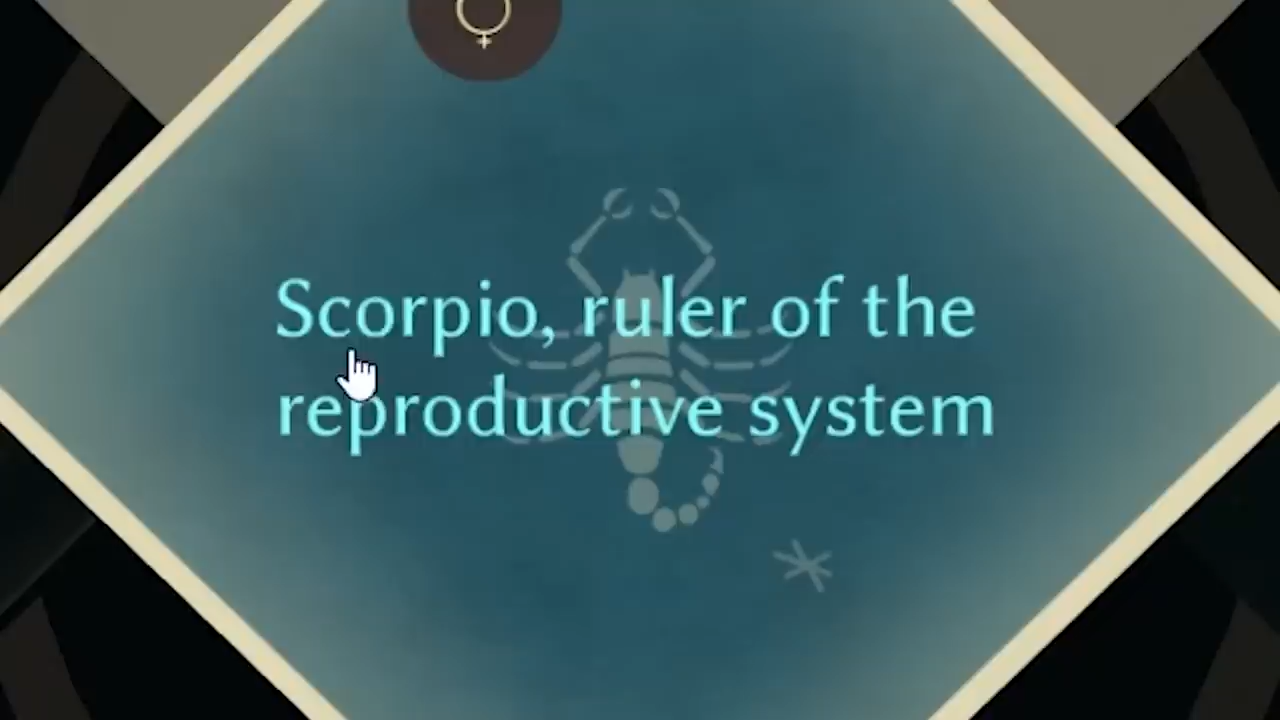 Scorpio, ruler of the
reproductive system